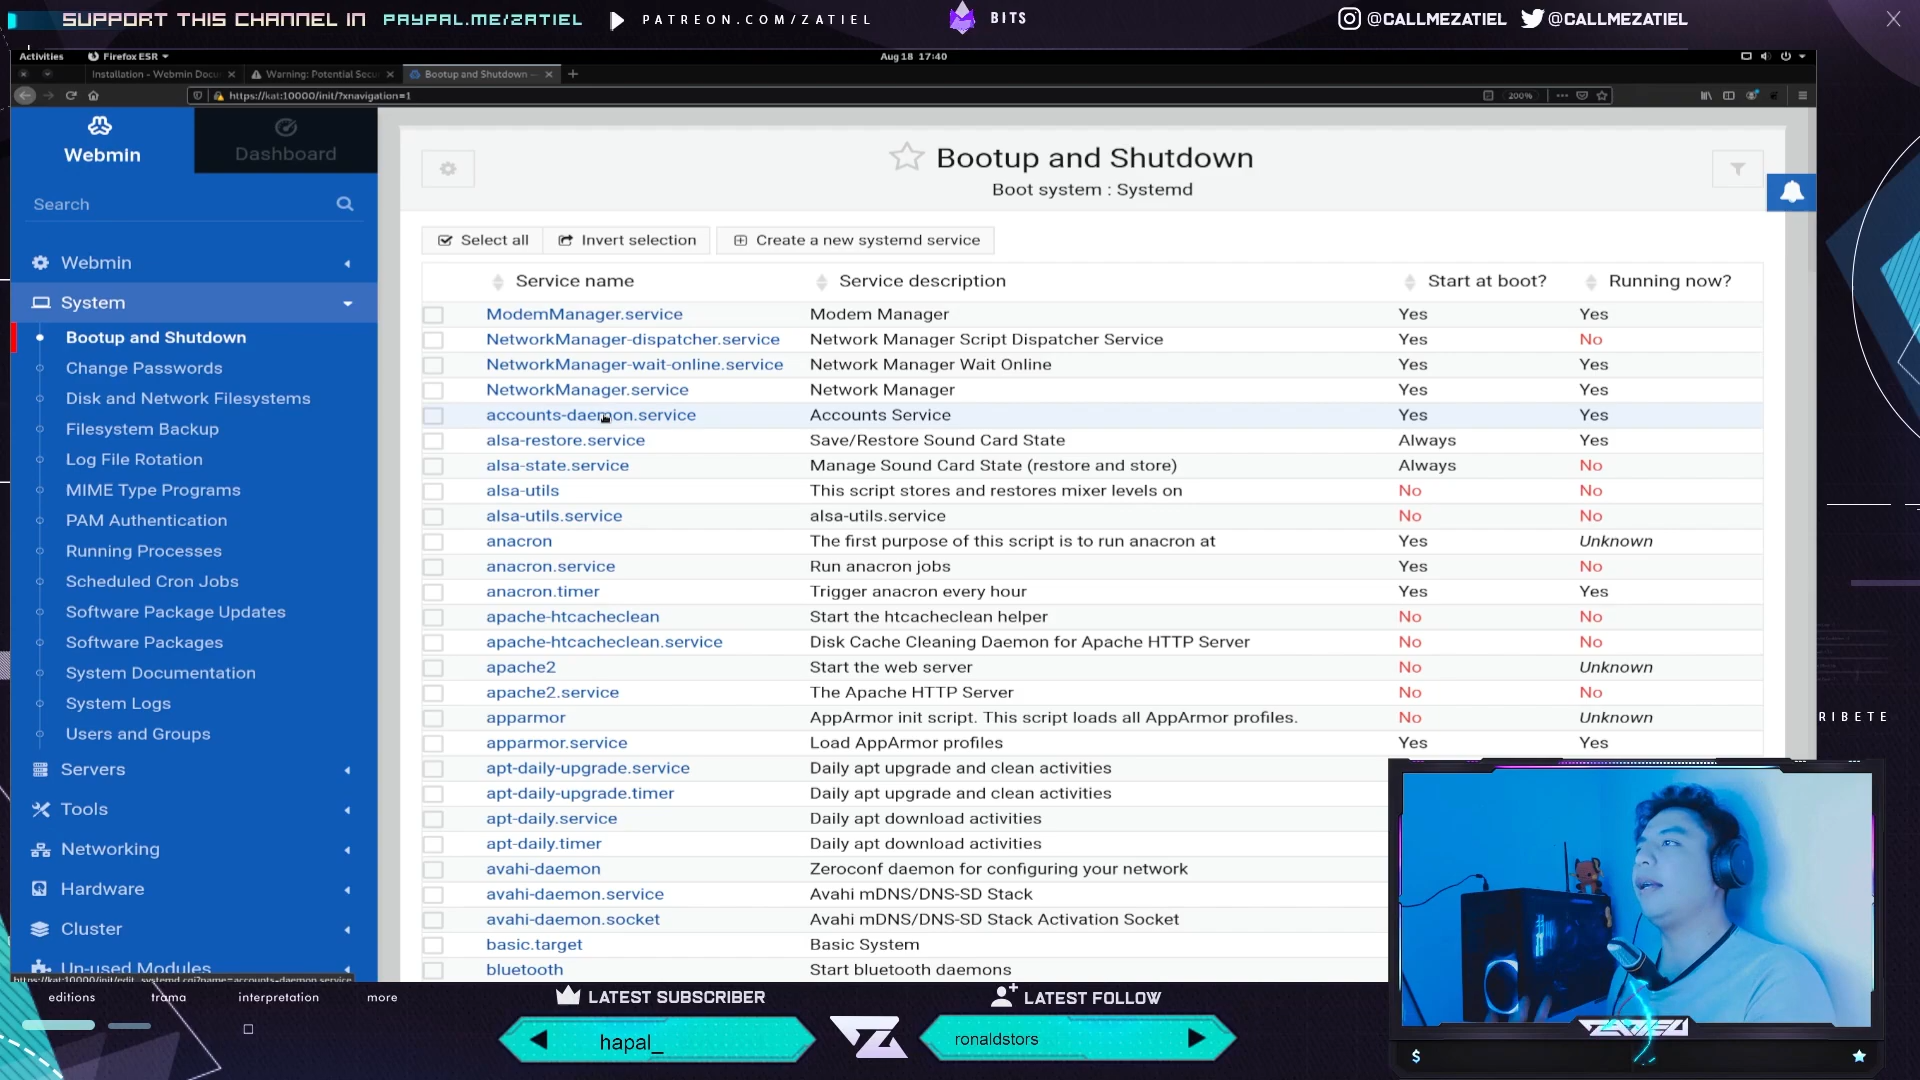 SUPPORT THIS CHANNEL IN PAYPAL.ME/ZATIEL PATREON.COM/ZATIEL BITS @CALLMEZATIEL @CALLMEZATIEL
Activities Firefox ESR Aug 18 17:40
Installation - Webmin Docu Warning: Potential Secu Bootup and Shutdown —
https://kat:10000/init/?xnavigation=1 200%
Webmin
Dashboard
Search
Webmin
System
Bootup and Shutdown
Change Passwords
Disk and Network Filesystems
Filesystem Backup
Log File Rotation
MIME Type Programs
PAM Authentication
Running Processes
Scheduled Cron Jobs
Software Package Updates
Software Packages
System Documentation
System Logs
Users and Groups
Servers
Tools
Networking
Hardware
Cluster
Un-used Modules
https://kat:10000/init/edit_systemd.cgi?name=accounts-daemon.service
Bootup and Shutdown
Boot system : Systemd
Select all Invert selection Create a new systemd service
Service name Service description Start at boot? Running now?
ModemManager.service Modem Manager Yes Yes
NetworkManager-dispatcher.service Network Manager Script Dispatcher Service Yes No
NetworkManager-wait-online.service Network Manager Wait Online Yes Yes
NetworkManager.service Network Manager Yes Yes
accounts-daemon.service Accounts Service Yes Yes
alsa-restore.service Save/Restore Sound Card State Always Yes
alsa-state.service Manage Sound Card State (restore and store) Always No
alsa-utils This script stores and restores mixer levels on No No
alsa-utils.service alsa-utils.service No No
anacron The first purpose of this script is to run anacron at Yes Unknown
anacron.service Run anacron jobs Yes No
anacron.timer Trigger anacron every hour Yes Yes
apache-htcacheclean Start the htcacheclean helper No No
apache-htcacheclean.service Disk Cache Cleaning Daemon for Apache HTTP Server No No
apache2 Start the web server No Unknown
apache2.service The Apache HTTP Server No No
apparmor AppArmor init script. This script loads all AppArmor profiles. No Unknown
apparmor.service Load AppArmor profiles Yes Yes
apt-daily-upgrade.service Daily apt upgrade and clean activities
apt-daily-upgrade.timer Daily apt upgrade and clean activities
apt-daily.service Daily apt download activities
apt-daily.timer Daily apt download activities
avahi-daemon Zeroconf daemon for configuring your network
avahi-daemon.service Avahi mDNS/DNS-SD Stack
avahi-daemon.socket Avahi mDNS/DNS-SD Stack Activation Socket
basic.target Basic System
bluetooth Start bluetooth daemons
RIBETE
editions trama interpretation more
LATEST SUBSCRIBER LATEST FOLLOW
hapal_ ronaldstors
ZATIEL
$